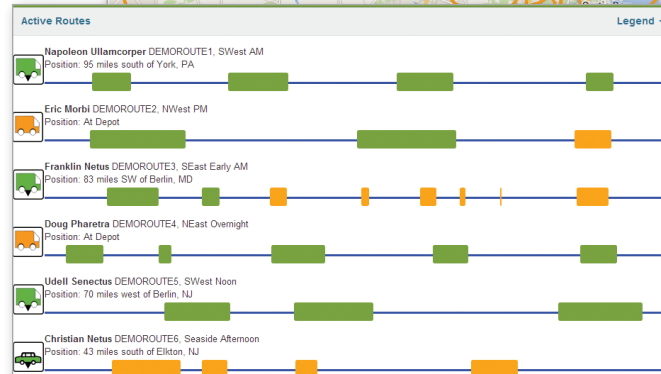 Active Routes
Legend
Napoleon Ullamcorper DEMOROUTE1, SWest AM
Position: 95 miles south of York, PA
Eric Morbi DEMOROUTE2, NWest PM
Position: At Depot
Franklin Netus DEMOROUTE3, SEast Early AM
Position: 83 miles SW of Berlin, MD
Doug Pharetra DEMOROUTE4, NEast Overnight
Position: At Depot
Udell Senectus DEMOROUTE5, SWest Noon
Position: 70 miles west of Berlin, NJ
Christian Netus DEMOROUTE6, Seaside Afternoon
Position: 43 miles south of Elkton, NJ